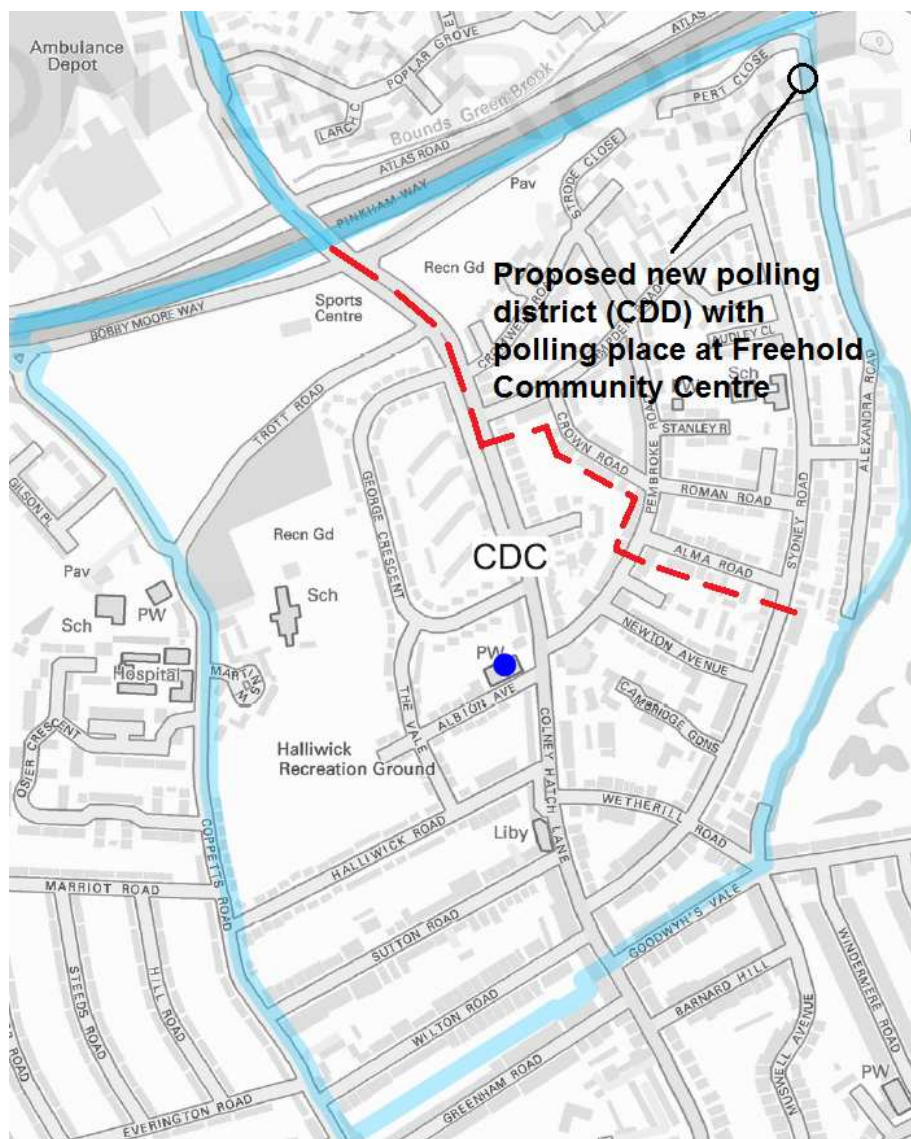 Ambulance
Depot
POPLAR GROVE
LARCH C
Bounds Green Brook
ATLAS ROAD
ATLAS
PERT CLOSE
PINKHAM WAY
Pav
STRODE CLOSE
BOBBY MOORE WAY
Sports
Centre
Recn Gd
Proposed new polling
district (CDD) with
polling place at Freehold
Community Centre
AUDLEY CL
Sch
PW
STANLEY R
ALEXANDRA ROAD
TROTT ROAD
CROWN ROAD
PEMBROKE ROAD
ROMAN ROAD
SYDNEY ROAD
GILSON PL
GEORGE CRESCENT
Recn Gd
CDC
ALMA ROAD
Pav
Sch
PW
Sch
Hospital
MARTINS
PW
NEWTON AVENUE
THE VALE
ALBION AVE
CAMBRIDGE GDNS
OSIER CRESCENT
Halliwick
Recreation Ground
COLNEY HATCH LANE
COPPETTS ROAD
HALLIWICK ROAD
Liby
WETHERILL ROAD
MARRIOT ROAD
SUTTON ROAD
GOODWYN'S VALE
STEEDS ROAD
HILL ROAD
WILTON ROAD
BARNARD HILL
WINDERMERE ROAD
MUSWELL AVENUE
GREENHAM ROAD
EVERINGTON ROAD
PW